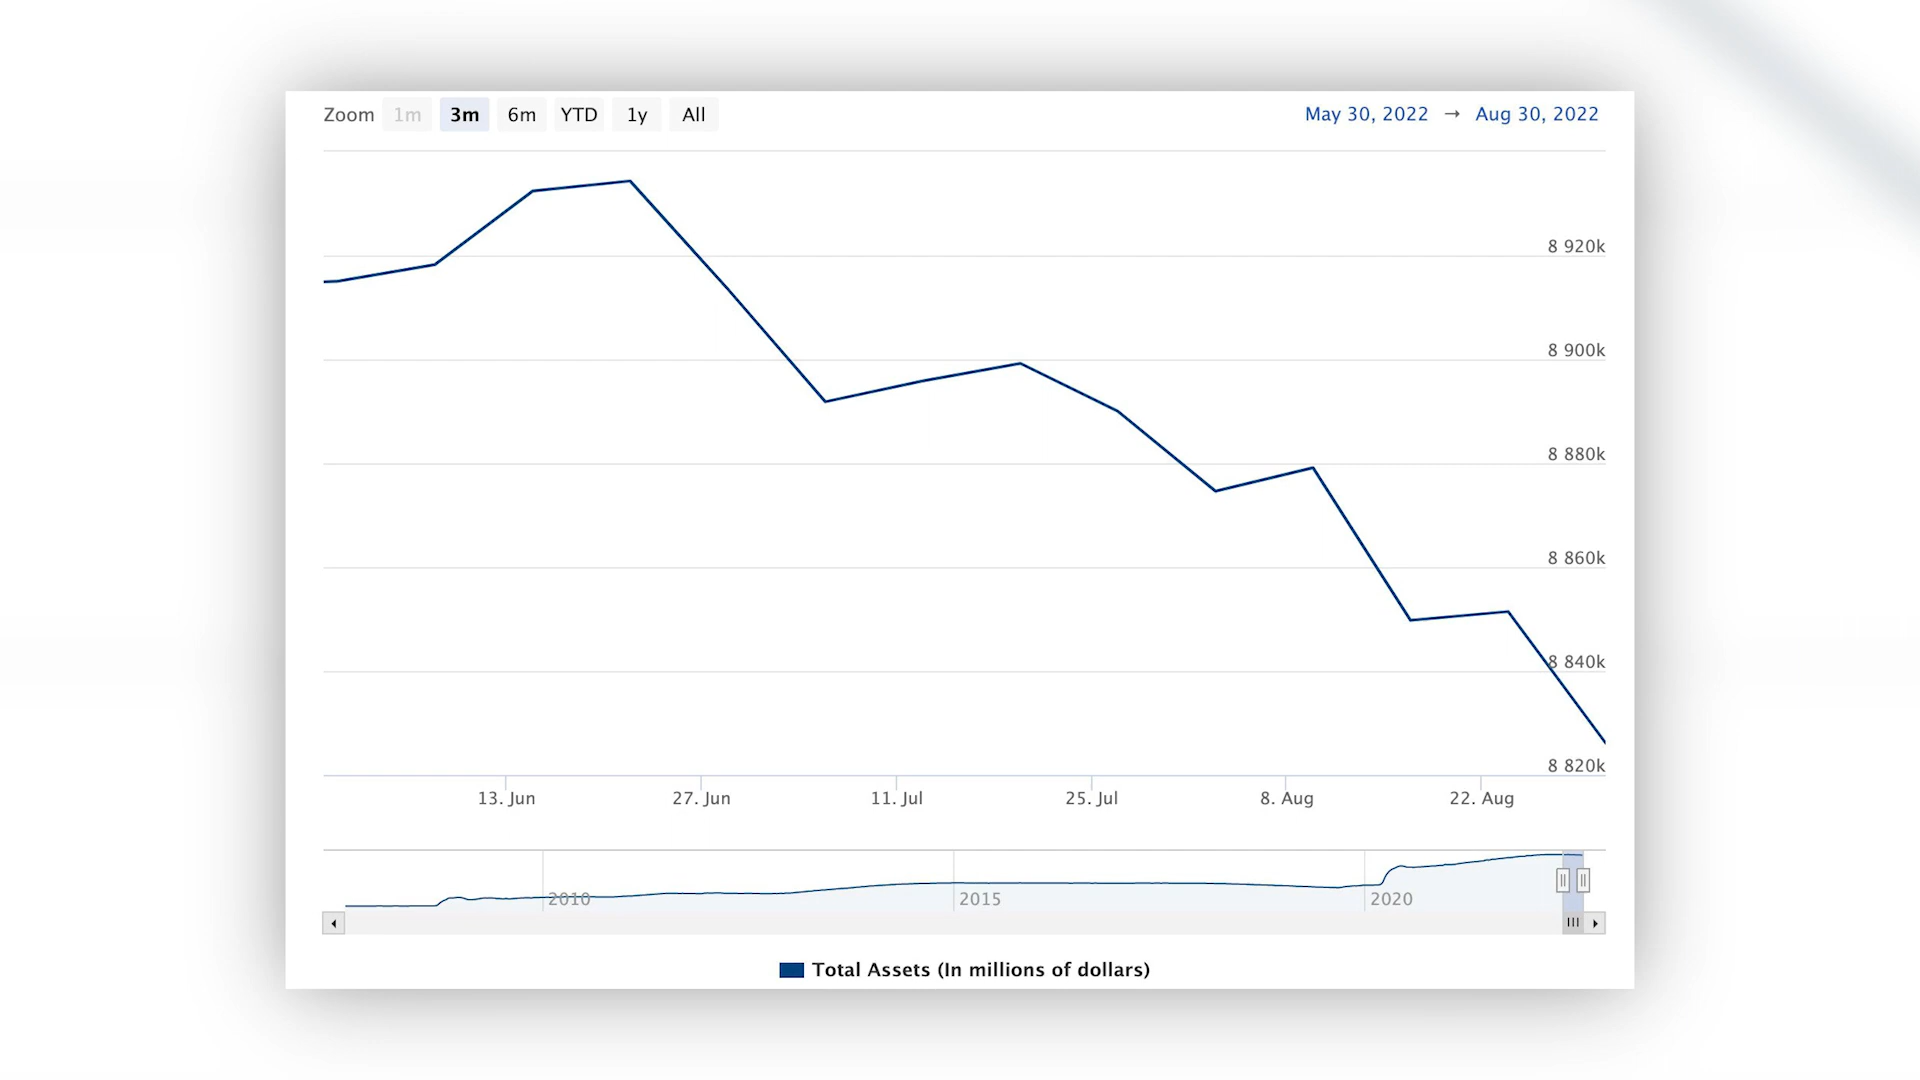 Zoom 1m 3m 6m YTD 1y All May 30, 2022 → Aug 30, 2022
8 920k
8 900k
8 880k
8 860k
8 840k
8 820k
13. Jun 27. Jun 11. Jul 25. Jul 8. Aug 22. Aug
2010 2015 2020
Total Assets (In millions of dollars)